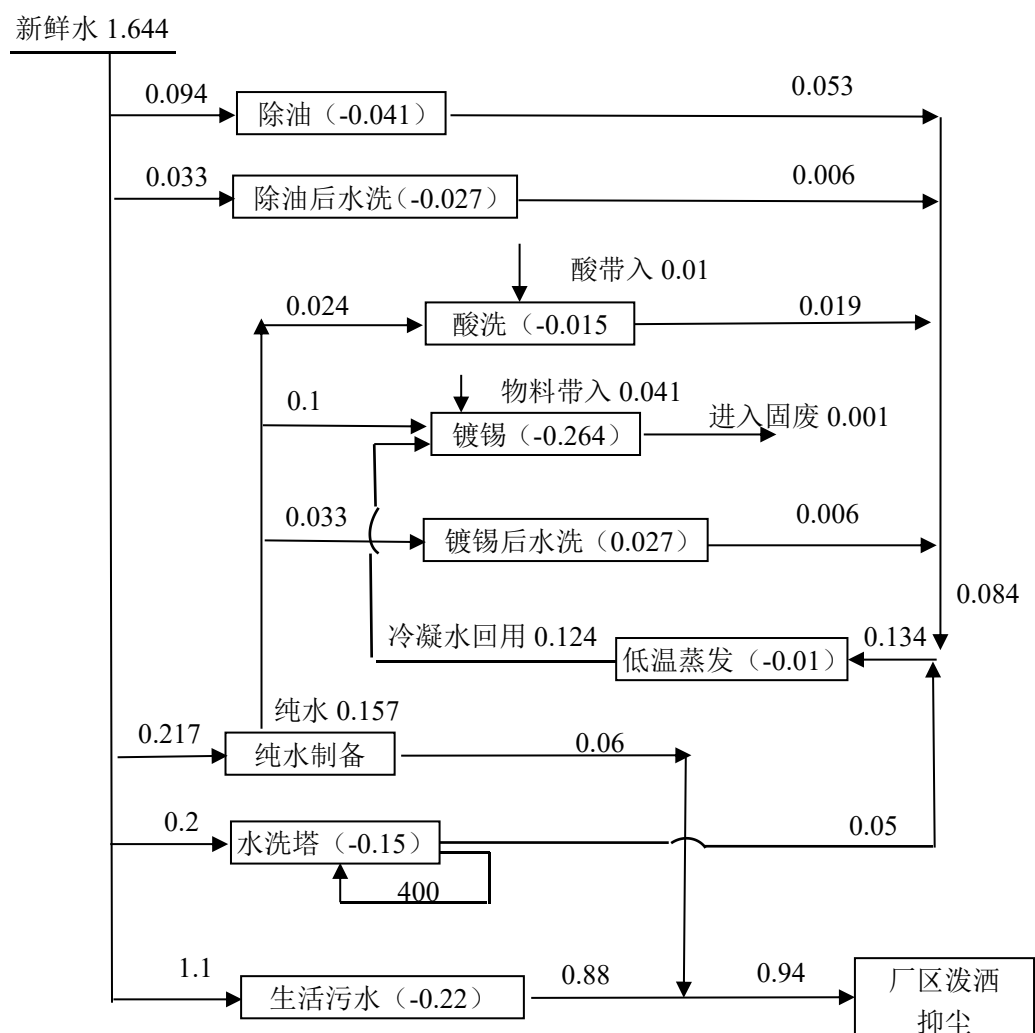 新鲜水 1.644
0.094
除油（-0.041）
0.053
0.033
除油后水洗（-0.027）
0.006
酸带入 0.01
0.024
酸洗（-0.015
0.019
物料带入 0.041
0.1
镀锡（-0.264）
进入固废 0.001
0.033
镀锡后水洗（0.027）
0.006
0.084
冷凝水回用 0.124
低温蒸发（-0.01）
0.134
纯水 0.157
0.217
纯水制备
0.06
0.2
水洗塔（-0.15）
0.05
400
1.1
生活污水（-0.22）
0.88
0.94
厂区泼洒
抑尘